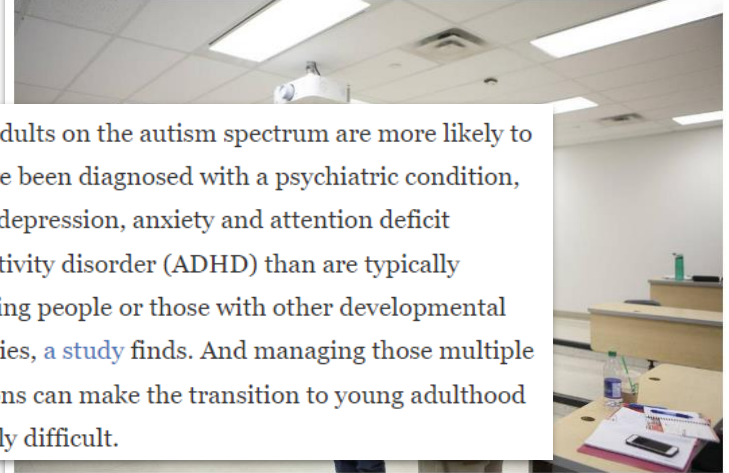 dults on the autism spectrum are more likely to
e been diagnosed with a psychiatric condition,
depression, anxiety and attention deficit
tivity disorder (ADHD) than are typically
ing people or those with other developmental
ies, a study finds. And managing those multiple
ns can make the transition to young adulthood
ly difficult.